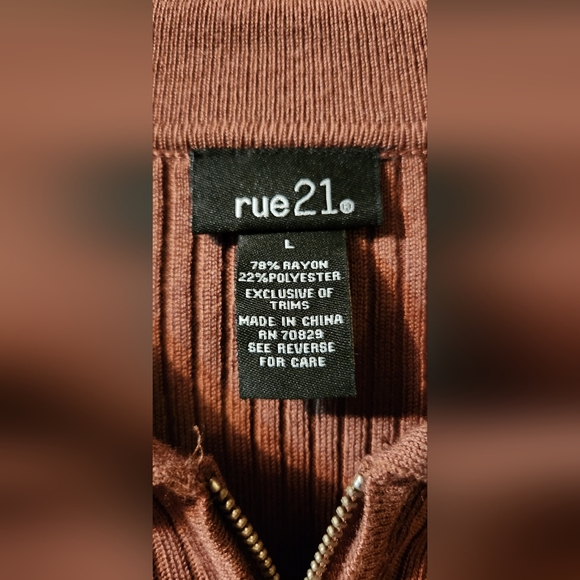 rue21®
L
78% RAYON
22%POLYESTER
EXCLUSIVE OF
TRIMS
MADE IN CHINA
RN 70829
SEE REVERSE
FOR CARE